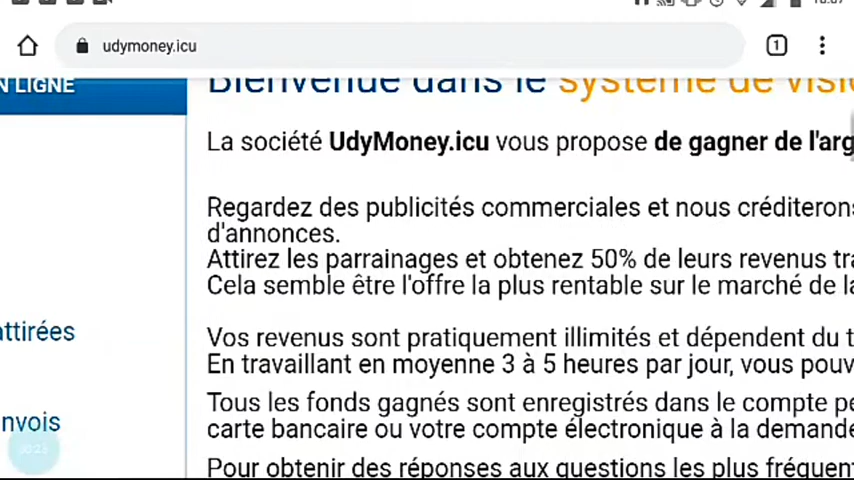 udymoney.icu
1
N LIGNE
Bienvenue dans le système de visi
La société UdyMoney.icu vous propose de gagner de l'arg
Regardez des publicités commerciales et nous créditerons
d'annonces.
Attirez les parrainages et obtenez 50% de leurs revenus tra
Cela semble être l'offre la plus rentable sur le marché de la
attirées
Vos revenus sont pratiquement illimités et dépendent du t
En travaillant en moyenne 3 à 5 heures par jour, vous pouv
Tous les fonds gagnés sont enregistrés dans le compte pe
nvois
carte bancaire ou votre compte électronique à la demande
Pour obtenir des réponses aux questions les plus fréquent